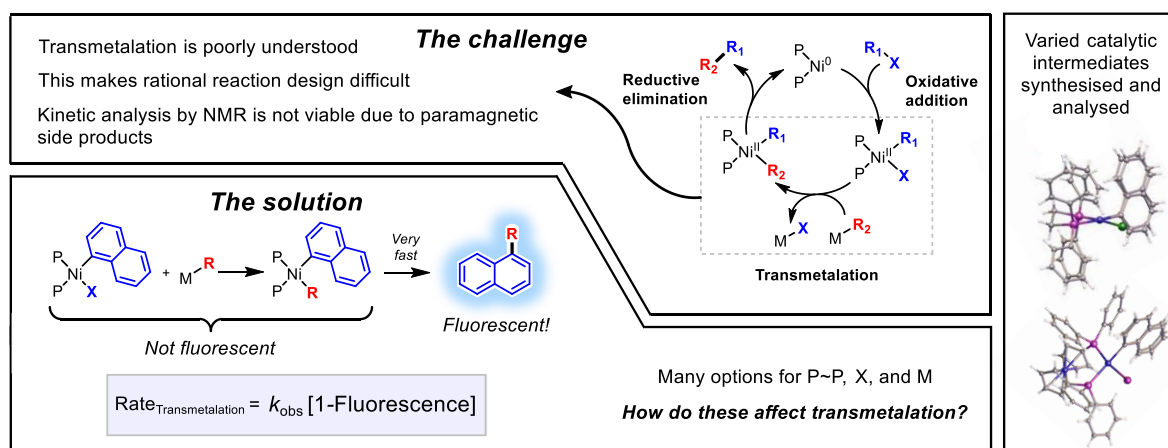 The challenge
Transmetalation is poorly understood
This makes rational reaction design difficult
Kinetic analysis by NMR is not viable due to paramagnetic
side products
R1
R2
Reductive
elimination
P
P
Ni0
R1
X
Oxidative
addition
P
P
NiII
R1
R2
P
P
NiII
R1
X
M
X
M
R2
Transmetalation
The solution
P
P
Ni
X
+
M
R
P
P
Ni
R
Very
fast
R
Not fluorescent
Fluorescent!
RateTransmetalation = kobs [1-Fluorescence]
Many options for P~P, X, and M
How do these affect transmetalation?
Varied catalytic
intermediates
synthesised and
analysed